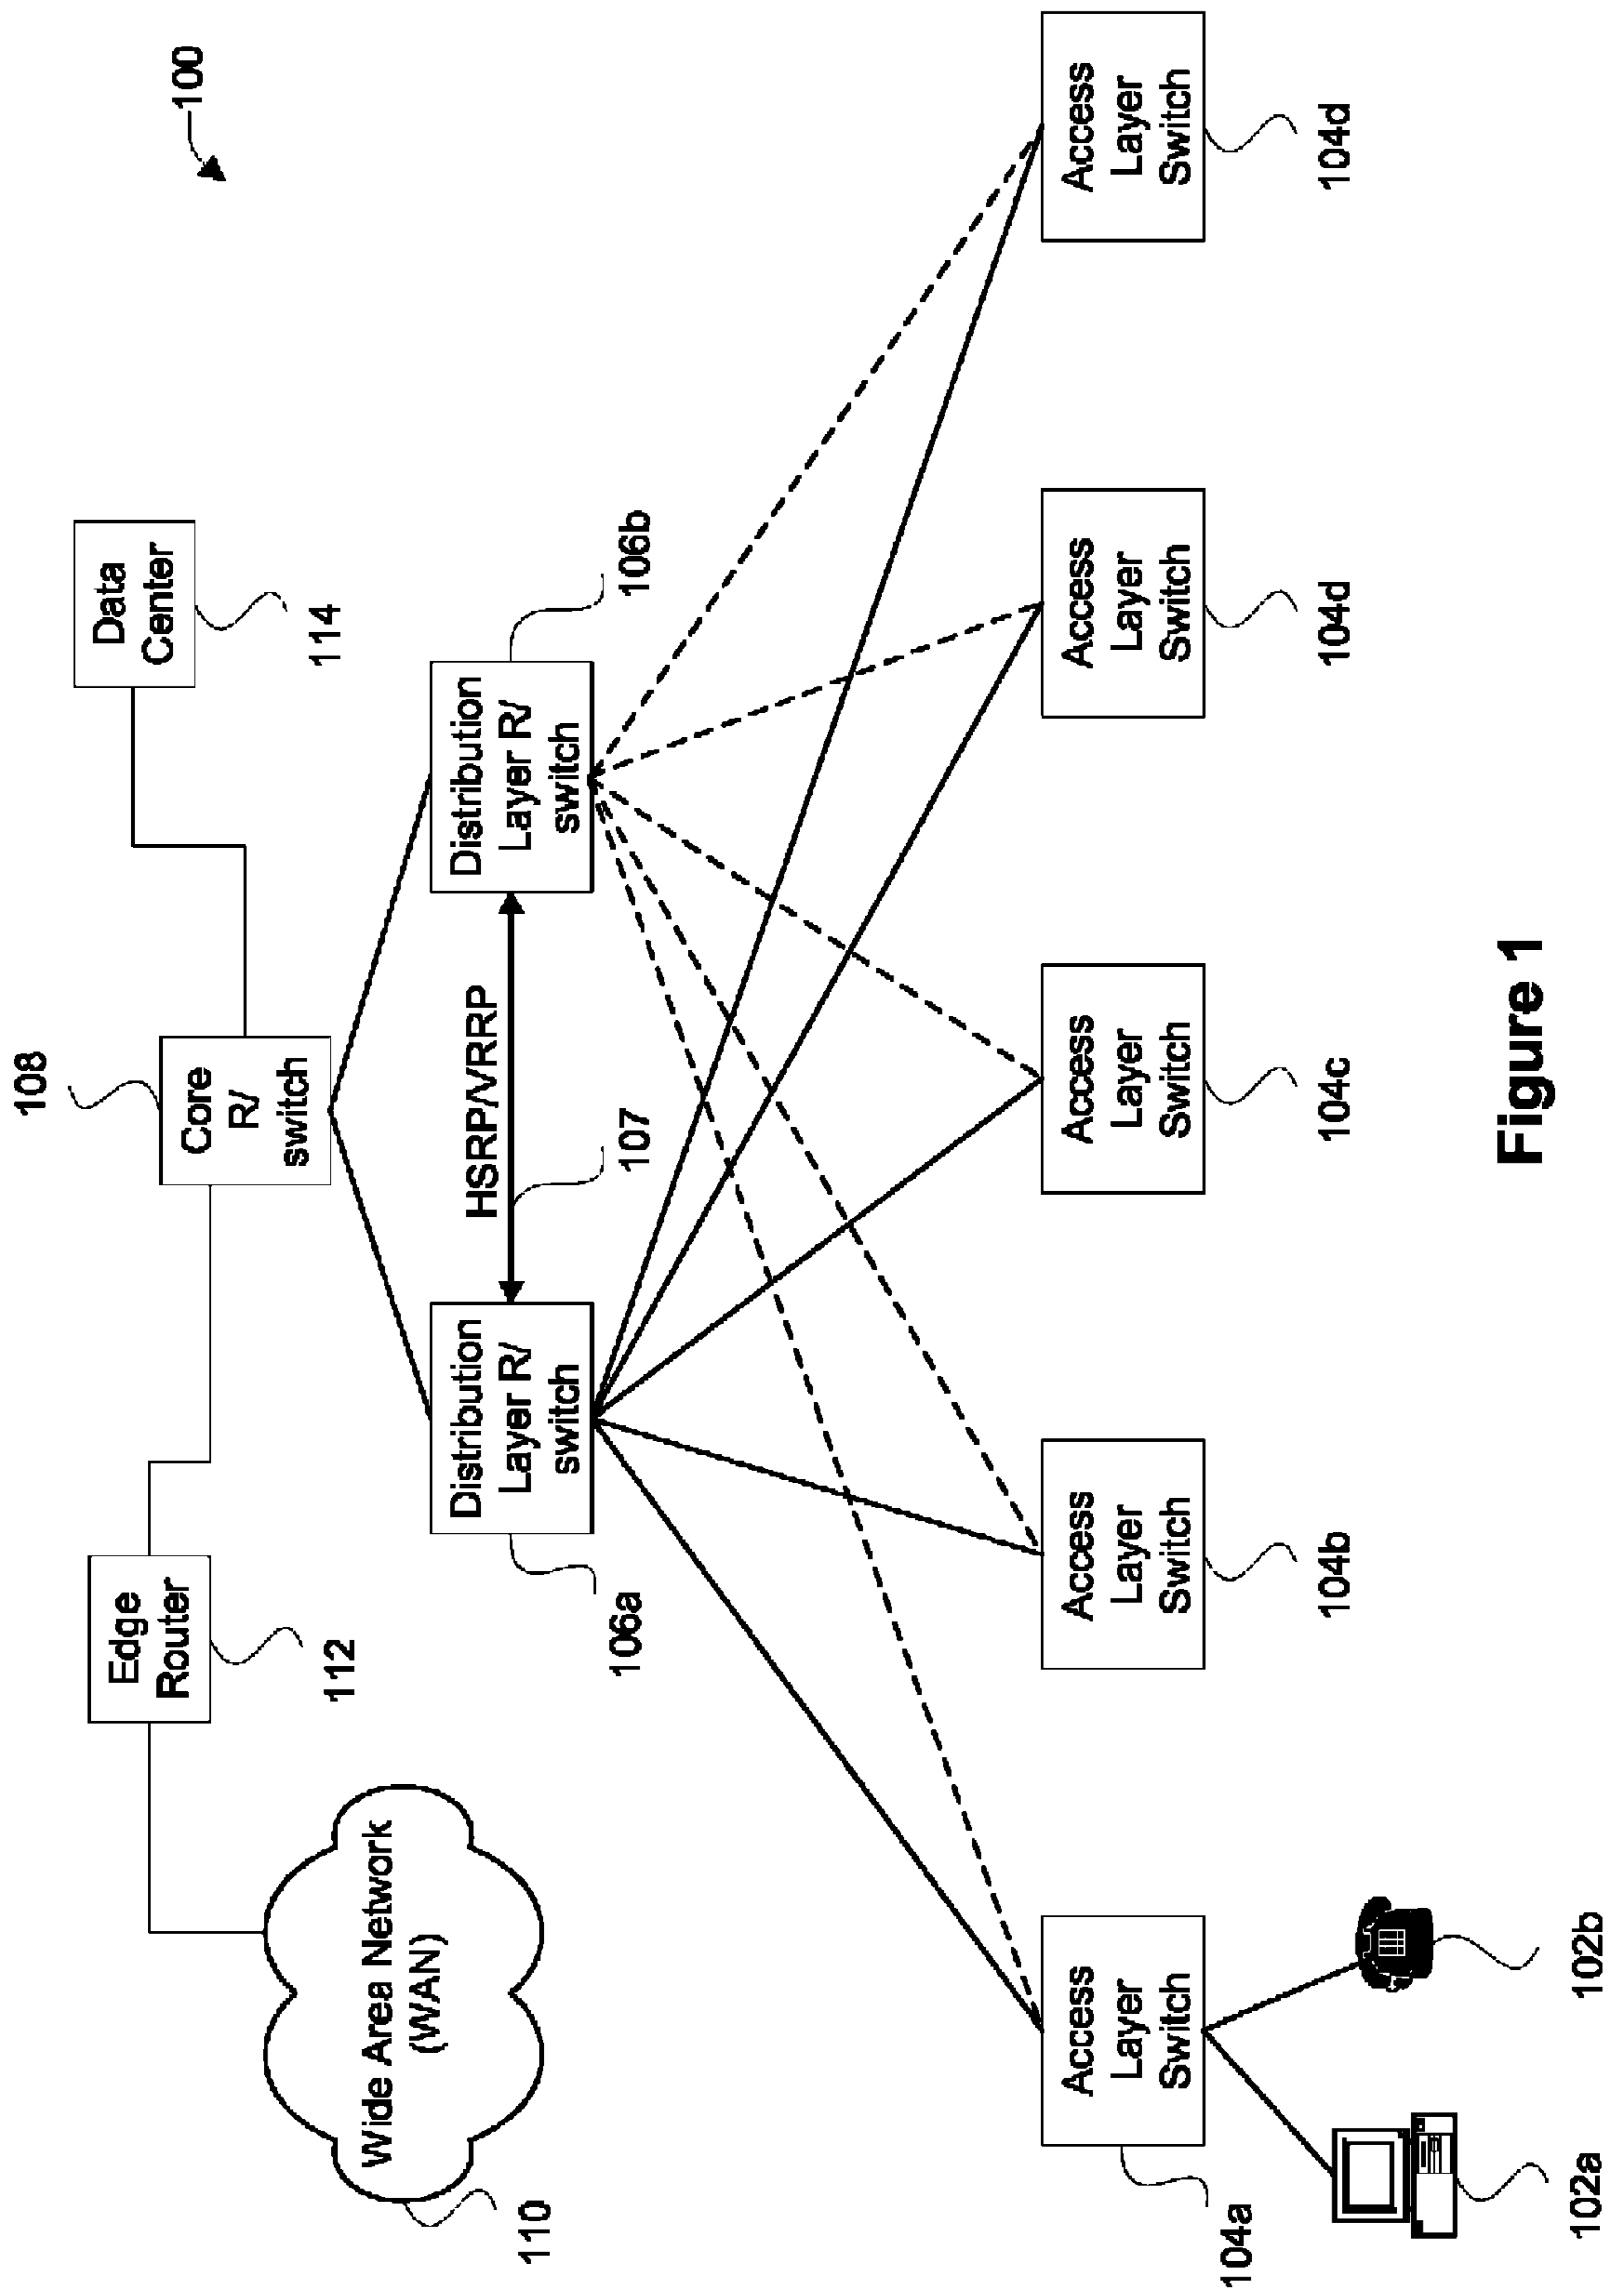 100
108
Core
R/
switch
Data
Center
114
Edge
Router
112
Wide Area Network
(WAN)
110
Distribution
Layer R/
switch
106a
HSRP/VRRP
107
Distribution
Layer R/
switch
106b
Access
Layer
Switch
104a
Access
Layer
Switch
104b
Access
Layer
Switch
104c
Access
Layer
Switch
104d
Access
Layer
Switch
104d
102a
102b
Figure 1